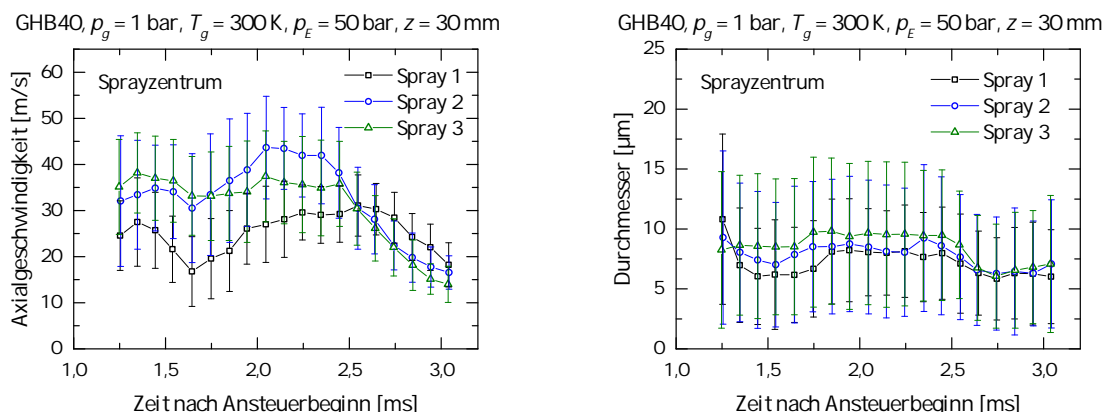 GHB40, p_g = 1 bar, T_g = 300 K, p_E = 50 bar, z = 30 mm
Axialgeschwindigkeit [m/s]
60
50
40
30
20
10
0
Sprayzentrum
Spray 1
Spray 2
Spray 3
1,0 1,5 2,0 2,5 3,0
Zeit nach Ansteuerbeginn [ms]
GHB40, p_g = 1 bar, T_g = 300 K, p_E = 50 bar, z = 30 mm
Durchmesser [µm]
25
20
15
10
5
0
Sprayzentrum
Spray 1
Spray 2
Spray 3
1,0 1,5 2,0 2,5 3,0
Zeit nach Ansteuerbeginn [ms]